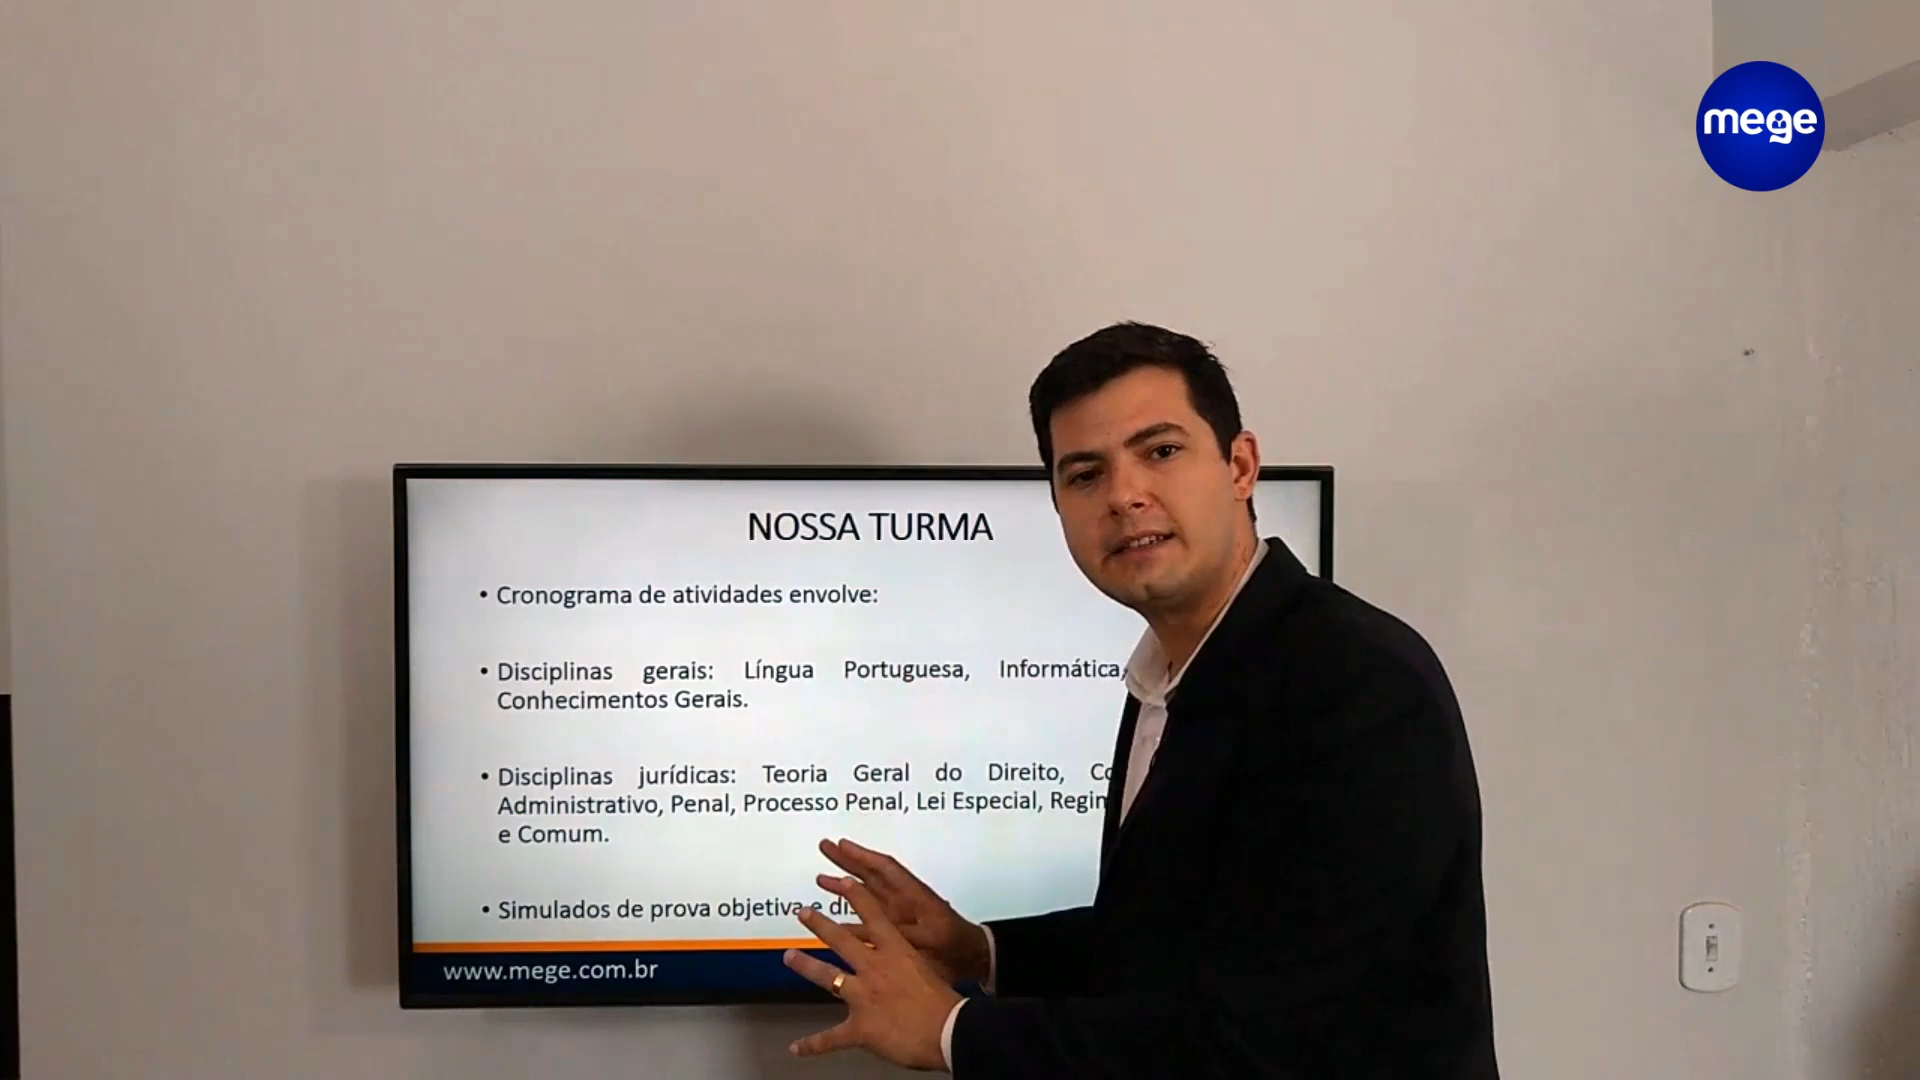 mege
NOSSA TURMA
• Cronograma de atividades envolve:
• Disciplinas gerais: Língua Portuguesa, Informática,
Conhecimentos Gerais.
• Disciplinas jurídicas: Teoria Geral do Direito,
Administrativo, Penal, Processo Penal, Lei Especial,
e Comum.
• Simulados de prova objetiva e
www.mege.com.br